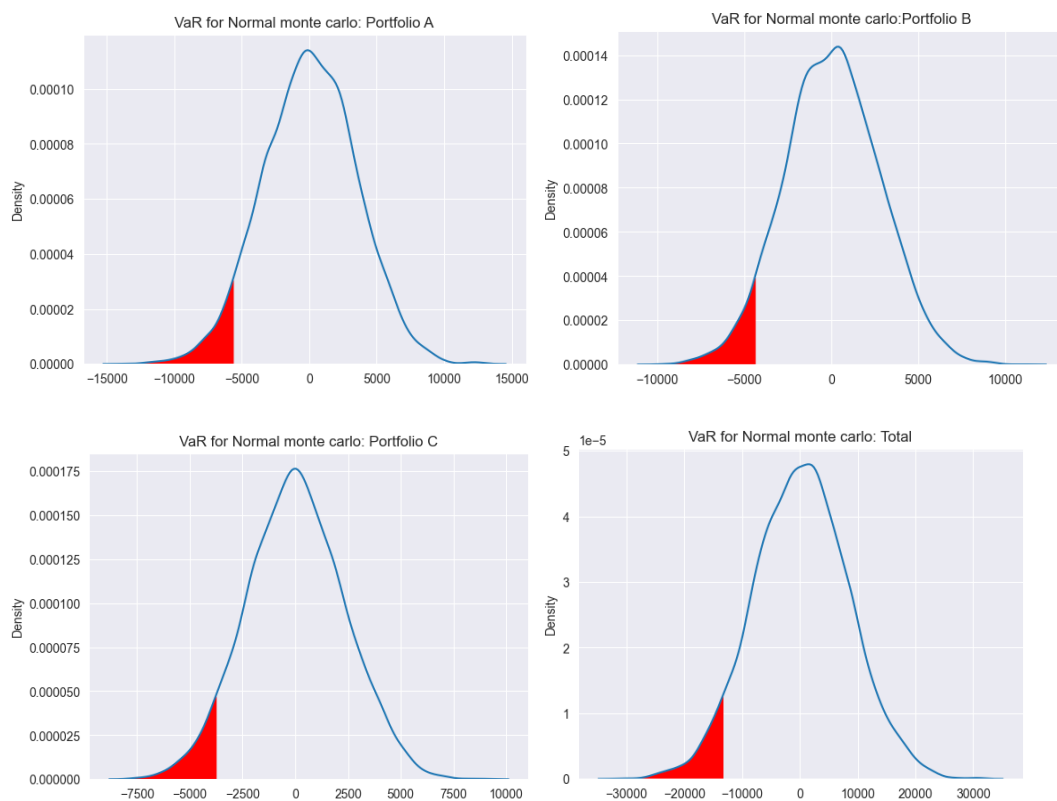 VaR for Normal monte carlo: Portfolio A
Density
0.00010
0.00008
0.00006
0.00004
0.00002
0.00000
−15000 −10000 −5000 0 5000 10000 15000
VaR for Normal monte carlo:Portfolio B
Density
0.00014
0.00012
0.00010
0.00008
0.00006
0.00004
0.00002
0.00000
−10000 −5000 0 5000 10000
VaR for Normal monte carlo: Portfolio C
Density
0.000175
0.000150
0.000125
0.000100
0.000075
0.000050
0.000025
0.000000
−7500 −5000 −2500 0 2500 5000 7500 10000
VaR for Normal monte carlo: Total
1e−5
Density
5
4
3
5
2
1
0
−30000 −20000 −10000 0 10000 20000 30000